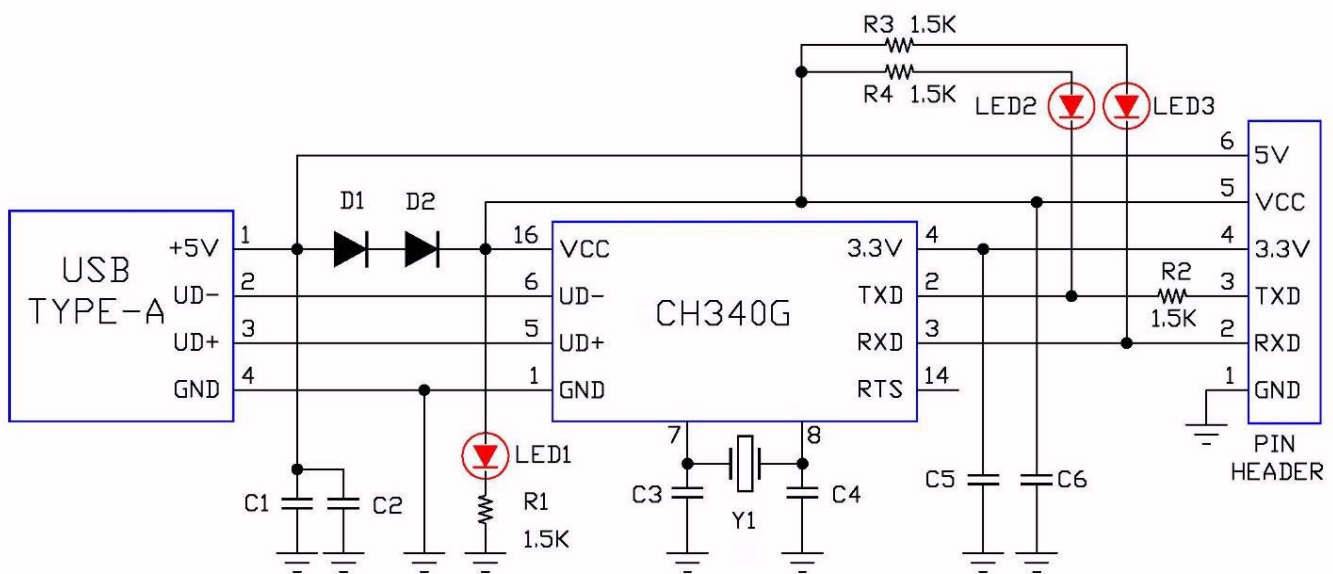 R3 1.5K
R4 1.5K
LED2
LED3
6
5V
5
VCC
D1
D2
USB
TYPE-A
+5V
1
16
VCC
3.3V
4
4
3.3V
UD-
2
6
UD-
CH340G
TXD
2
R2
1.5K
3
TXD
UD+
3
5
UD+
RXD
3
2
RXD
GND
4
1
GND
RTS
14
1
GND
7
8
PIN
HEADER
LED1
C1
C2
R1
1.5K
C3
Y1
C4
C5
C6